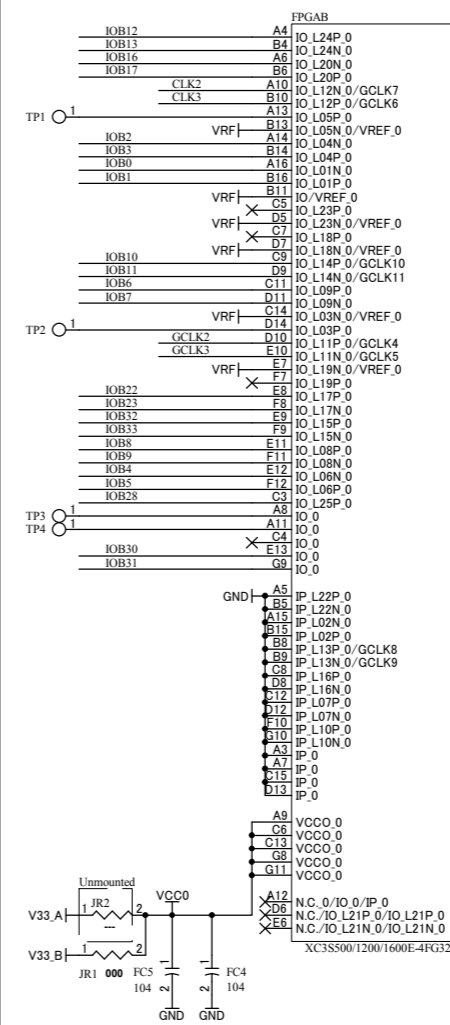 FPGAB
IOB12 A4 IO_L24P_0
IOB13 B4 IO_L24N_0
IOB16 A6 IO_L20N_0
IOB17 B6 IO_L20P_0
CLK2 A10 IO_L12N_0/GCLK7
CLK3 B10 IO_L12P_0/GCLK6
TP1 1 A13 IO_L05P_0
VRF B13 IO_L05N_0/VREF_0
IOB2 A14 IO_L04N_0
IOB3 B14 IO_L04P_0
IOB0 A16 IO_L01N_0
IOB1 B16 IO_L01P_0
VRF B11 IO/VREF_0
C5 IO_L23P_0
VRF D5 IO_L23N_0/VREF_0
C7 IO_L18P_0
VRF D7 IO_L18N_0/VREF_0
IOB10 C9 IO_L14P_0/GCLK10
IOB11 D9 IO_L14N_0/GCLK11
IOB6 C11 IO_L09P_0
IOB7 D11 IO_L09N_0
VRF C14 IO_L03N_0/VREF_0
TP2 1 D14 IO_L03P_0
GCLK2 D10 IO_L11P_0/GCLK4
GCLK3 E10 IO_L11N_0/GCLK5
VRF E7 IO_L19N_0/VREF_0
F7 IO_L19P_0
IOB22 E8 IO_L17P_0
IOB23 F8 IO_L17N_0
IOB32 E9 IO_L15P_0
IOB33 F9 IO_L15N_0
IOB8 E11 IO_L08P_0
IOB9 F11 IO_L08N_0
IOB4 E12 IO_L06N_0
IOB5 F12 IO_L06P_0
IOB28 C3 IO_L25P_0
TP3 1 A8 IO_0
TP4 1 A11 IO_0
C4 IO_0
IOB30 E13 IO_0
IOB31 G9 IO_0
GND A5 IP_L22P_0
B5 IP_L22N_0
A15 IP_L02N_0
B15 IP_L02P_0
B8 IP_L13P_0/GCLK8
B9 IP_L13N_0/GCLK9
C8 IP_L16P_0
D8 IP_L16N_0
C12 IP_L07P_0
D12 IP_L07N_0
F10 IP_L10P_0
G10 IP_L10N_0
A3 IP_0
A7 IP_0
C15 IP_0
D13 IP_0
A9 VCCO_0
C6 VCCO_0
C13 VCCO_0
G8 VCCO_0
G11 VCCO_0
Unmounted
VCC0
A12 N.C._0/IO_0/IP_0
V33_A 1 JR2 2
---
D6 N.C./IO_L21P_0/IO_L21P_0
E6 N.C./IO_L21N_0/IO_L21N_0
XC3S500/1200/1600E-4FG32
V33_B 1 2
JR1 000
FC5 1 2 104
FC4 1 2 104
GND GND